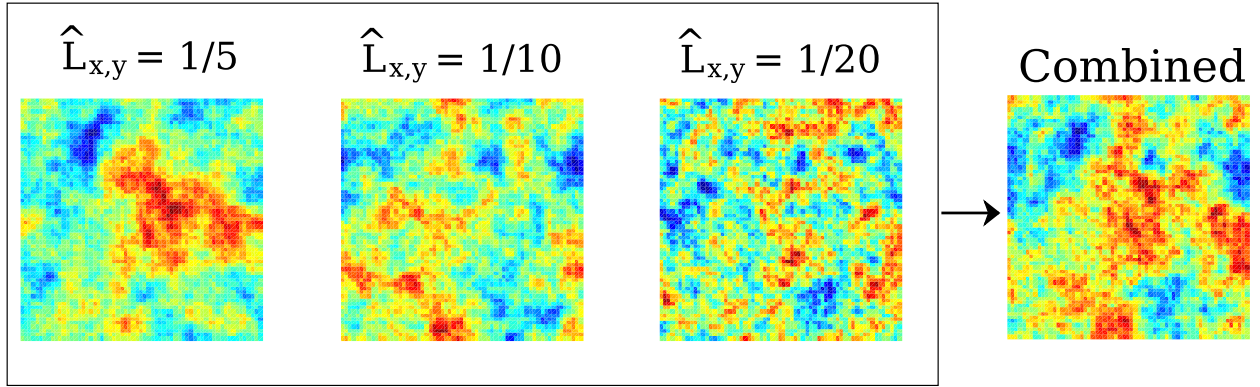 L̂x,y = 1/5
L̂x,y = 1/10
L̂x,y = 1/20
Combined